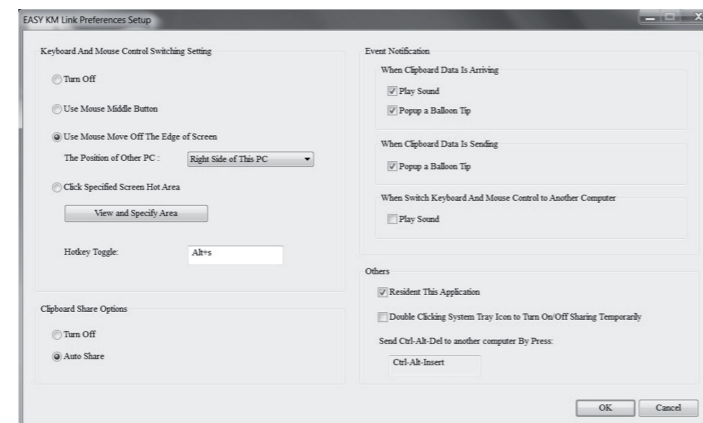 EASY KM Link Preferences Setup
Keyboard And Mouse Control Switching Setting
Turn Off
Use Mouse Middle Button
Use Mouse Move Off The Edge of Screen
The Position of Other PC :
Right Side of This PC
Click Specified Screen Hot Area
View and Specify Area
Hotkey Toggle:
Alt+s
Clipboard Share Options
Turn Off
Auto Share
Event Notification
When Clipboard Data Is Arriving
Play Sound
Popup a Balloon Tip
When Clipboard Data Is Sending
Popup a Balloon Tip
When Switch Keyboard And Mouse Control to Another Computer
Play Sound
Others
Resident This Application
Double Clicking System Tray Icon to Turn On/Off Sharing Temporarily
Send Ctrl-Alt-Del to another computer By Press:
Ctrl-Alt-Insert
OK
Cancel